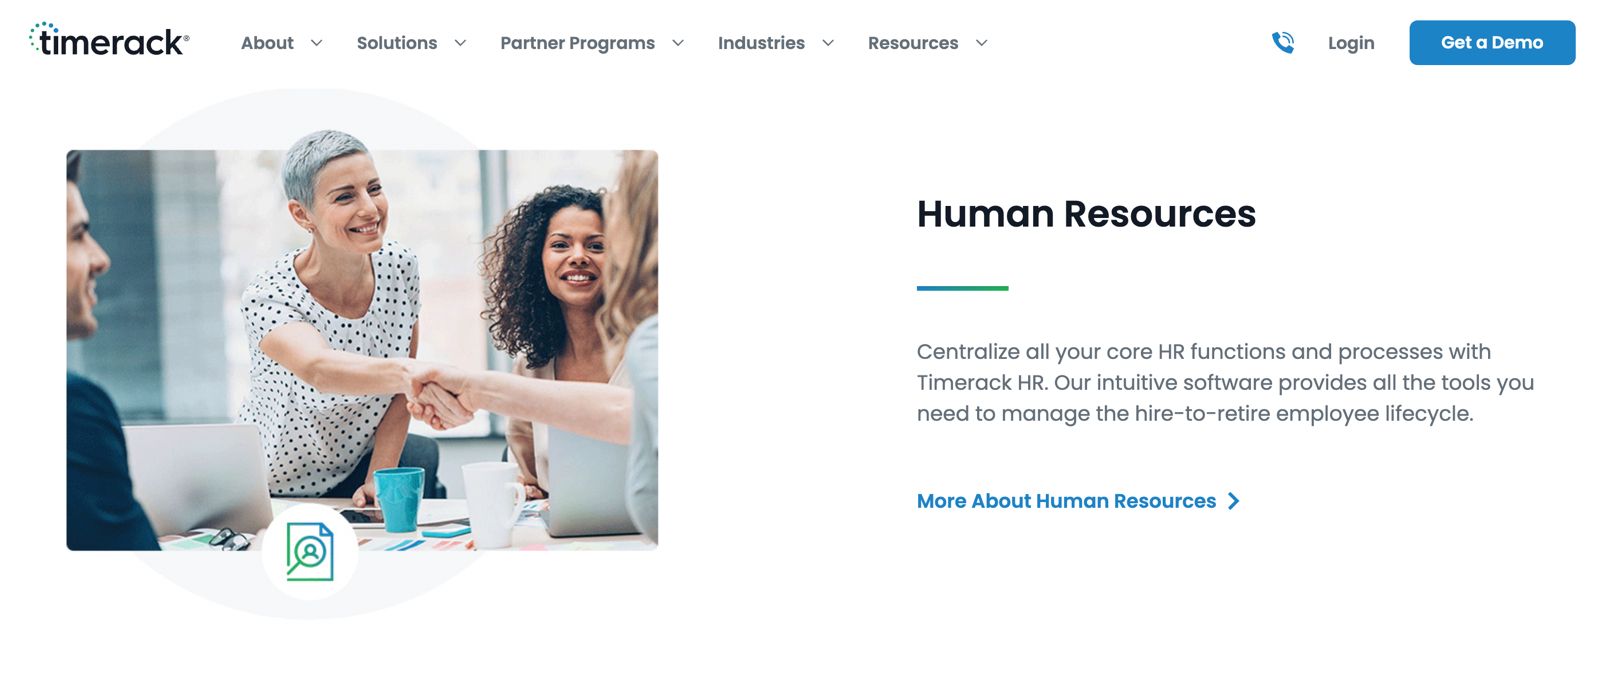 timerack®
About
Solutions
Partner Programs
Industries
Resources
Login
Get a Demo
Human Resources
Centralize all your core HR functions and processes with
Timerack HR. Our intuitive software provides all the tools you
need to manage the hire-to-retire employee lifecycle.
More About Human Resources